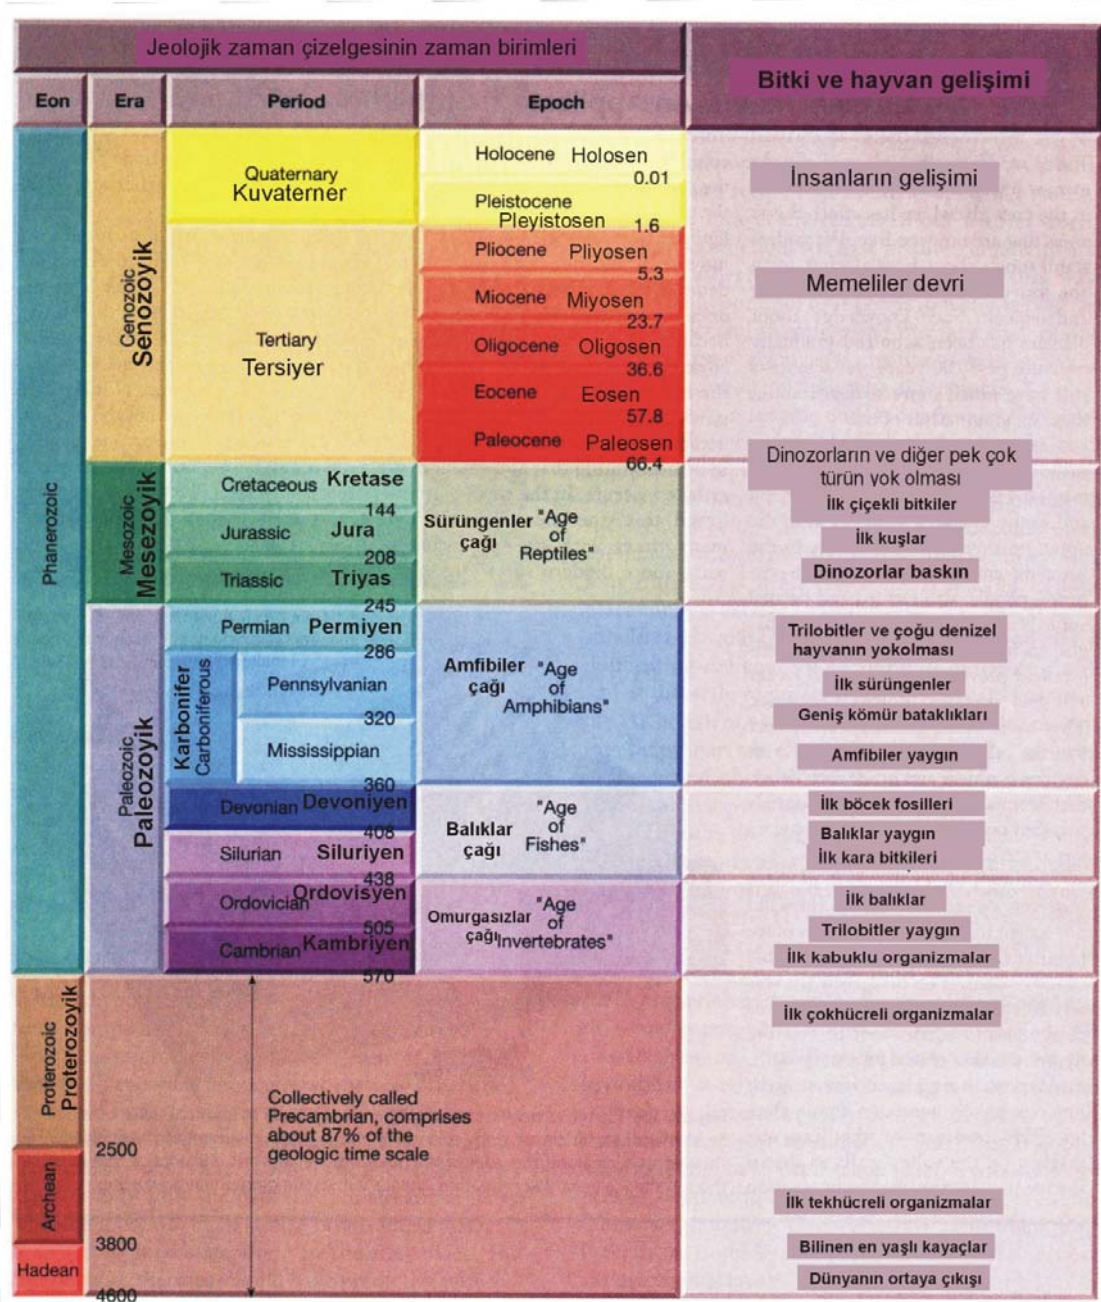 Jeolojik zaman çizelgesinin zaman birimleri
Bitki ve hayvan gelişimi
Eon
Era
Period
Epoch
Phanerozoic
Cenozoic
Senozoyik
Quaternary
Kuvaterner
Holocene Holosen
0.01
Pleistocene
Pleyistosen
1.6
Tertiary
Tersiyer
Pliocene Pliyosen
5.3
Miocene Miyosen
23.7
Oligocene Oligosen
36.6
Eocene Eosen
57.8
Paleocene Paleosen
66.4
İnsanların gelişimi
Memeliler devri
Dinozorların ve diğer pek çok
türün yok olması
Mesozoic
Mesezoyik
Cretaceous Kretase
144
Jurassic Jura
208
Triassic Triyas
245
Sürüngenler
çağı
"Age
of
Reptiles"
İlk çiçekli bitkiler
İlk kuşlar
Dinozorlar baskın
Paleozoic
Paleozoyik
Permian Permiyen
286
Karbonifer
Carboniferous
Pennsylvanian
320
Mississippian
360
Amfibiler
çağı
"Age
of
Amphibians"
Trilobitler ve çoğu denizel
hayvanın yokolması
İlk sürüngenler
Geniş kömür bataklıkları
Amfibiler yaygın
Devonian Devoniyen
408
Silurian Siluriyen
438
Balıklar
çağı
"Age
of
Fishes"
İlk böcek fosilleri
Balıklar yaygın
İlk kara bitkileri
Ordovician Ordovisyen
505
Cambrian Kambriyen
570
Omurgasızlar
çağı
"Age
of
Invertebrates"
İlk balıklar
Trilobitler yaygın
İlk kabuklu organizmalar
Proterozoic
Proterozoyik
2500
Archean
3800
Hadean
4600
Collectively called
Precambrian, comprises
about 87% of the
geologic time scale
İlk çokhücreli organizmalar
İlk tekhücreli organizmalar
Bilinen en yaşlı kayaçlar
Dünyanın ortaya çıkışı